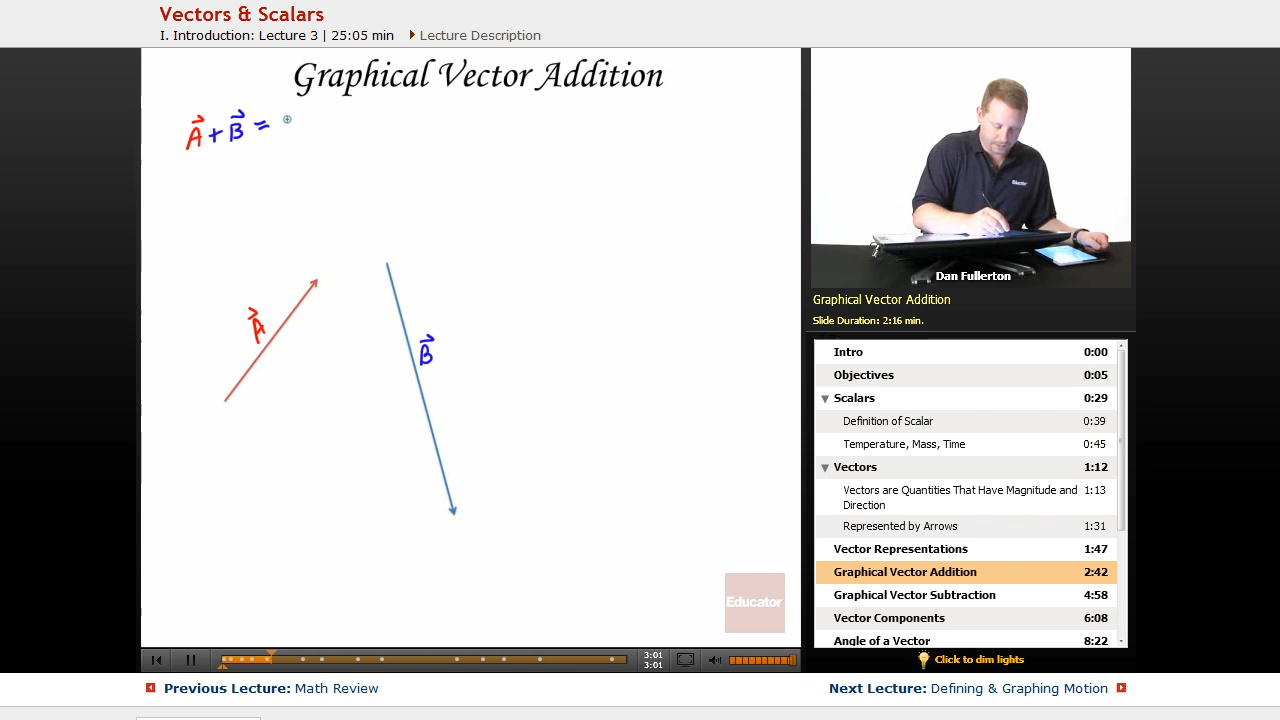 Vectors & Scalars
I. Introduction: Lecture 3 | 25:05 min
Lecture Description
Graphical Vector Addition
A + B =
A
B
Educator
Dan Fullerton
Graphical Vector Addition
Slide Duration: 2:16 min.
Intro 0:00
Objectives 0:05
Scalars 0:29
Definition of Scalar 0:39
Temperature, Mass, Time 0:45
Vectors 1:12
Vectors are Quantities That Have Magnitude and 1:13
Direction
Represented by Arrows 1:31
Vector Representations 1:47
Graphical Vector Addition 2:42
Graphical Vector Subtraction 4:58
Vector Components 6:08
Angle of a Vector 8:22
3:01
3:01
Click to dim lights
Previous Lecture: Math Review
Next Lecture: Defining & Graphing Motion